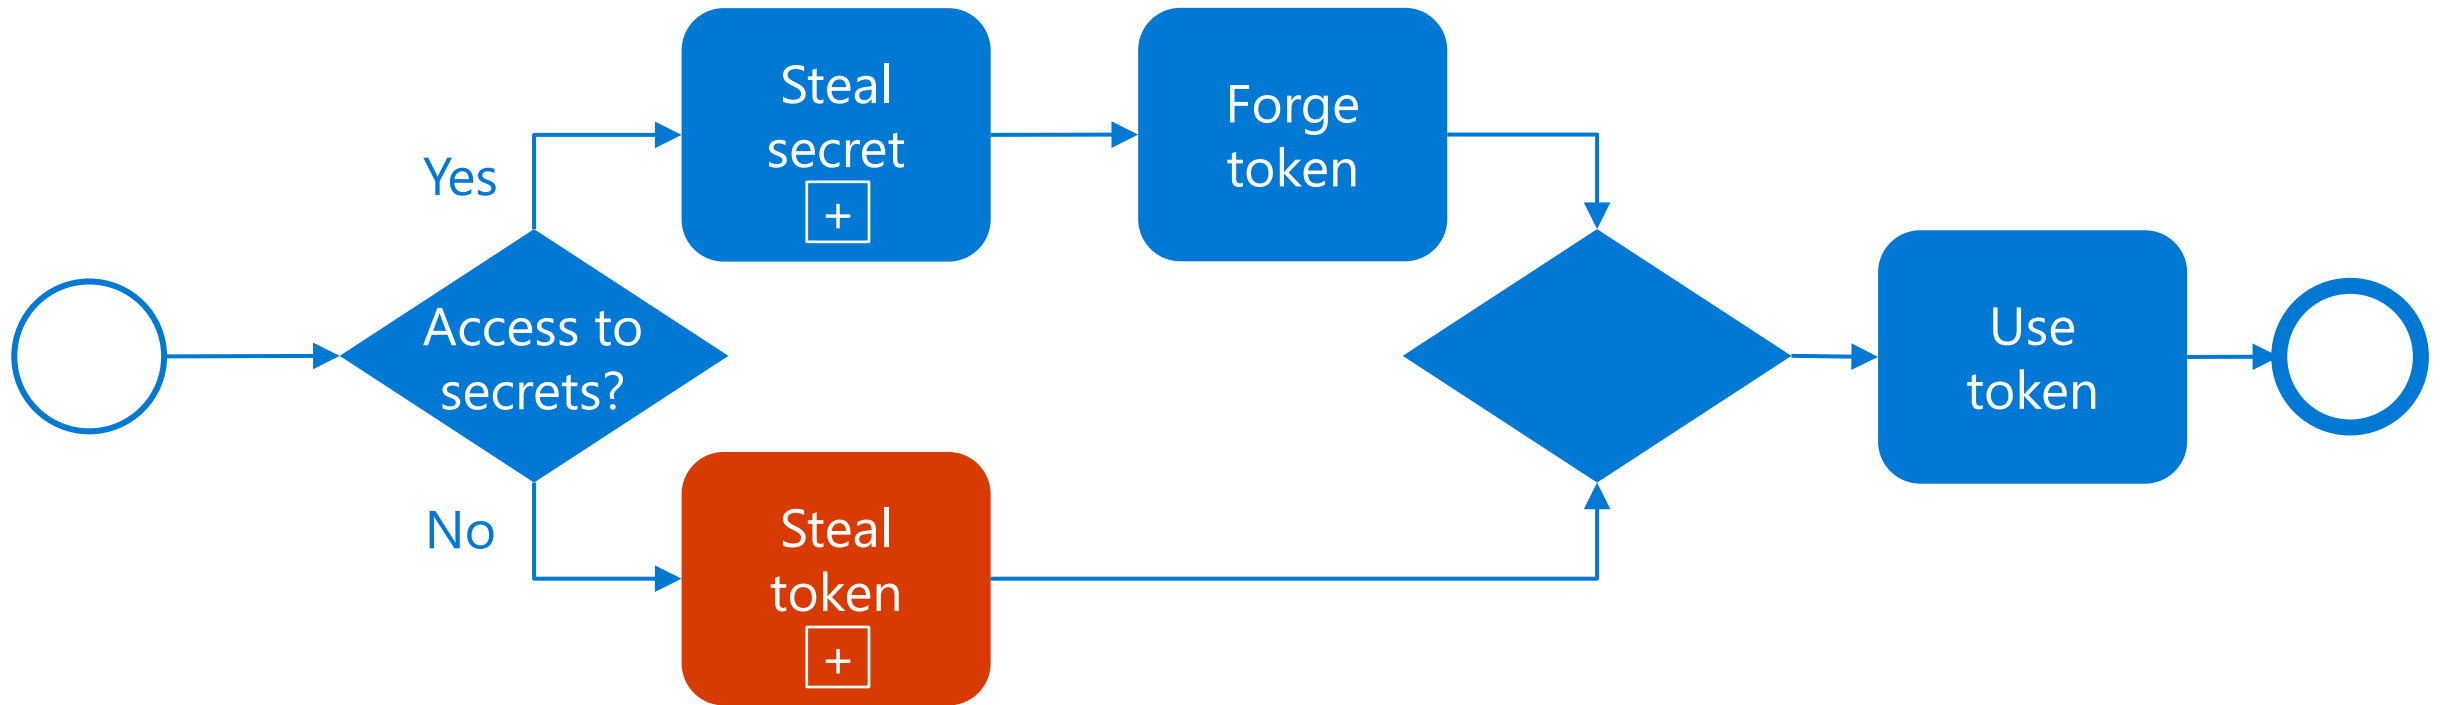 Yes
Steal
secret
+
Forge
token
Access to
secrets?
Use
token
No
Steal
token
+